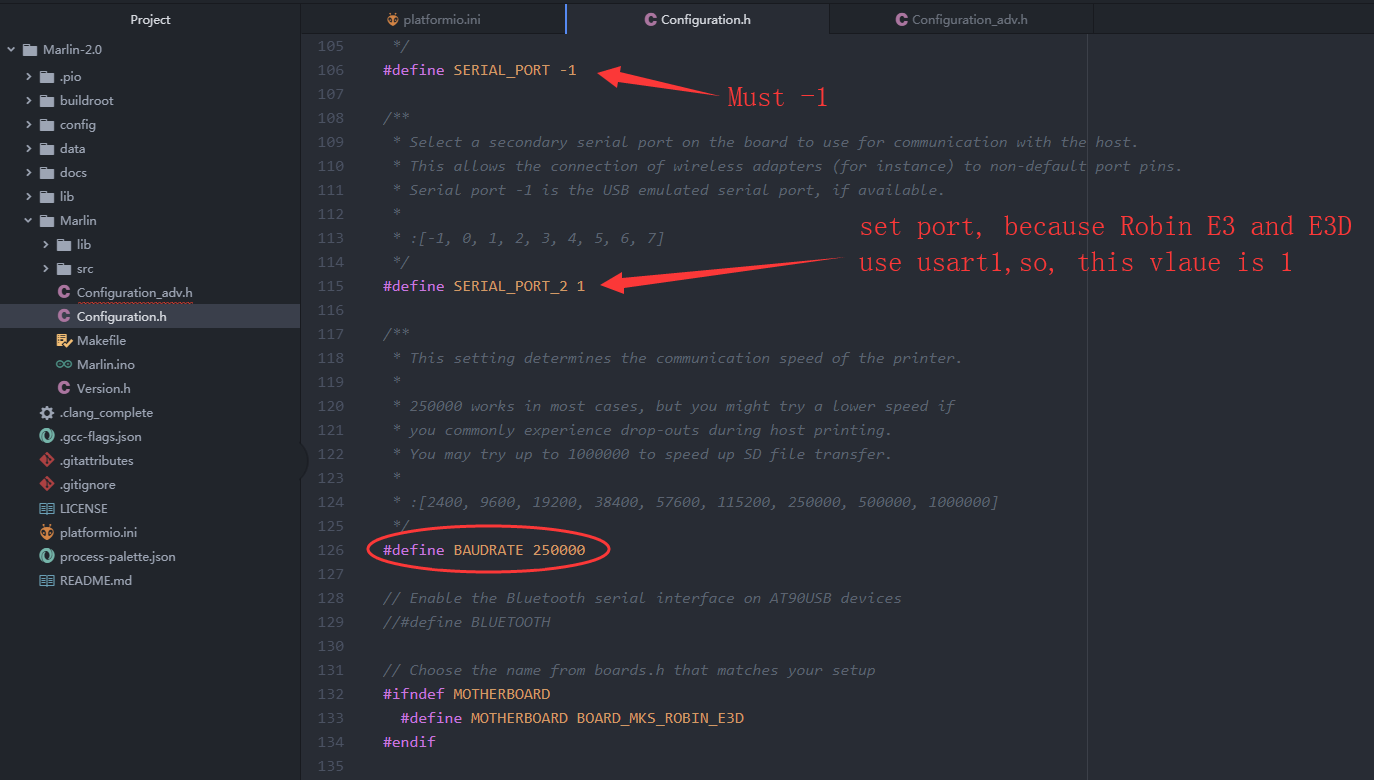 Project
platformio.ini
Configuration.h
Configuration_adv.h
Marlin-2.0
.pio
buildroot
config
data
docs
lib
Marlin
lib
src
Configuration_adv.h
Configuration.h
Makefile
Marlin.ino
Version.h
.clang_complete
.gcc-flags.json
.gitattributes
.gitignore
LICENSE
platformio.ini
process-palette.json
README.md
105 */
106 #define SERIAL_PORT -1
Must -1
107
108 /**
109 * Select a secondary serial port on the board to use for communication with the host.
110 * This allows the connection of wireless adapters (for instance) to non-default port pins.
111 * Serial port -1 is the USB emulated serial port, if available.
112 *
113 * :[-1, 0, 1, 2, 3, 4, 5, 6, 7]
114 */
set port, because Robin E3 and E3D
use usart1,so, this vlaue is 1
115 #define SERIAL_PORT_2 1
116
117 /**
118 * This setting determines the communication speed of the printer.
119 *
120 * 250000 works in most cases, but you might try a lower speed if
121 * you commonly experience drop-outs during host printing.
122 * You may try up to 1000000 to speed up SD file transfer.
123 *
124 * :[2400, 9600, 19200, 38400, 57600, 115200, 250000, 500000, 1000000]
125 */
126 #define BAUDRATE 250000
127
128 // Enable the Bluetooth serial interface on AT90USB devices
129 //#define BLUETOOTH
130
131 // Choose the name from boards.h that matches your setup
132 #ifndef MOTHERBOARD
133 #define MOTHERBOARD BOARD_MKS_ROBIN_E3D
134 #endif
135